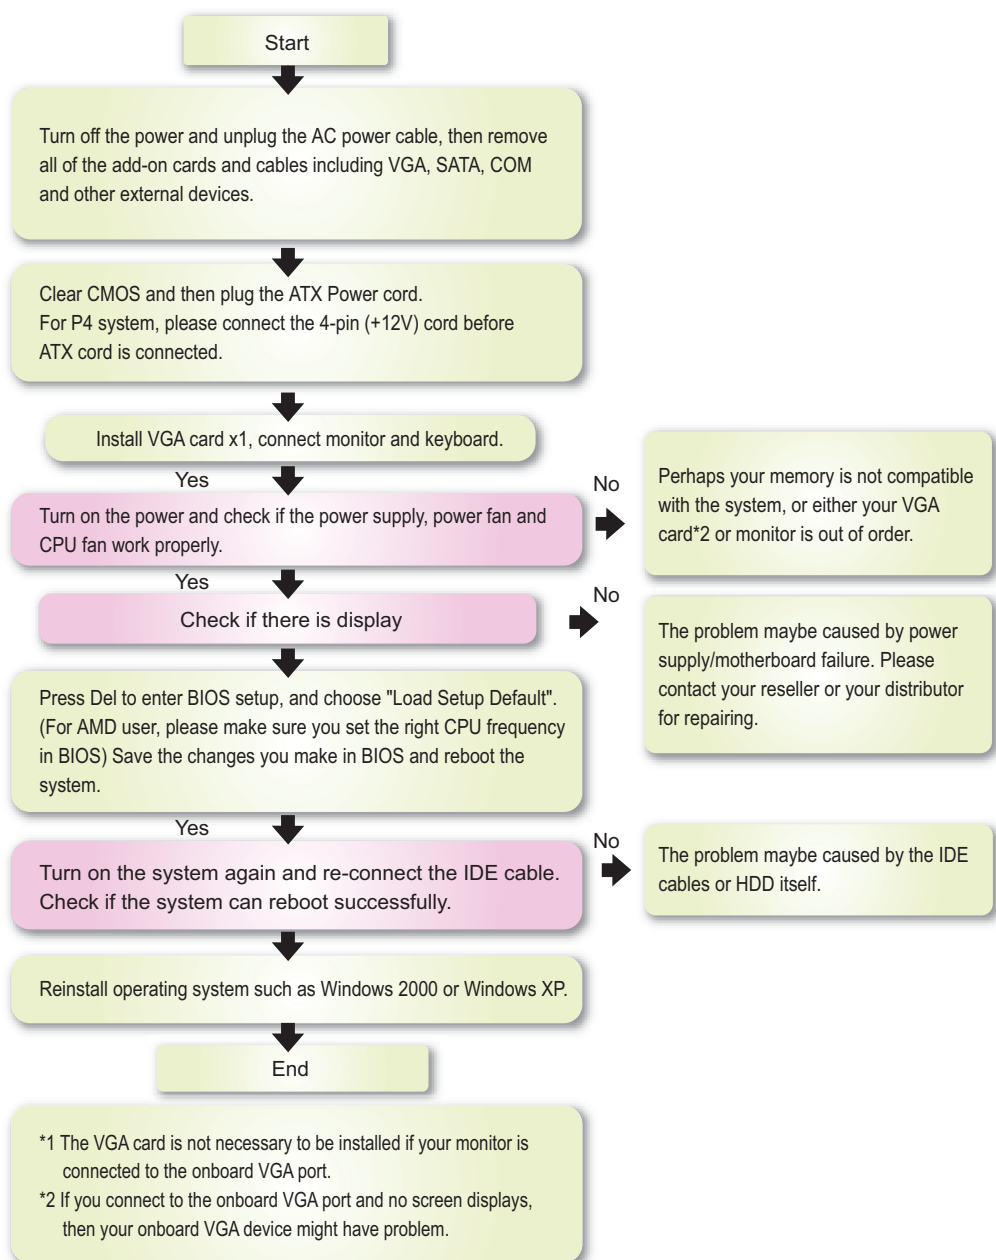 Start
Turn off the power and unplug the AC power cable, then remove
all of the add-on cards and cables including VGA, SATA, COM
and other external devices.
Clear CMOS and then plug the ATX Power cord.
For P4 system, please connect the 4-pin (+12V) cord before
ATX cord is connected.
Install VGA card x1, connect monitor and keyboard.
Yes
Turn on the power and check if the power supply, power fan and
CPU fan work properly.
No
Perhaps your memory is not compatible
with the system, or either your VGA
card*2 or monitor is out of order.
Yes
Check if there is display
No
The problem maybe caused by power
supply/motherboard failure. Please
contact your reseller or your distributor
for repairing.
Press Del to enter BIOS setup, and choose "Load Setup Default".
(For AMD user, please make sure you set the right CPU frequency
in BIOS) Save the changes you make in BIOS and reboot the
system.
Yes
Turn on the system again and re-connect the IDE cable.
Check if the system can reboot successfully.
No
The problem maybe caused by the IDE
cables or HDD itself.
Reinstall operating system such as Windows 2000 or Windows XP.
End
*1 The VGA card is not necessary to be installed if your monitor is
connected to the onboard VGA port.
*2 If you connect to the onboard VGA port and no screen displays,
then your onboard VGA device might have problem.